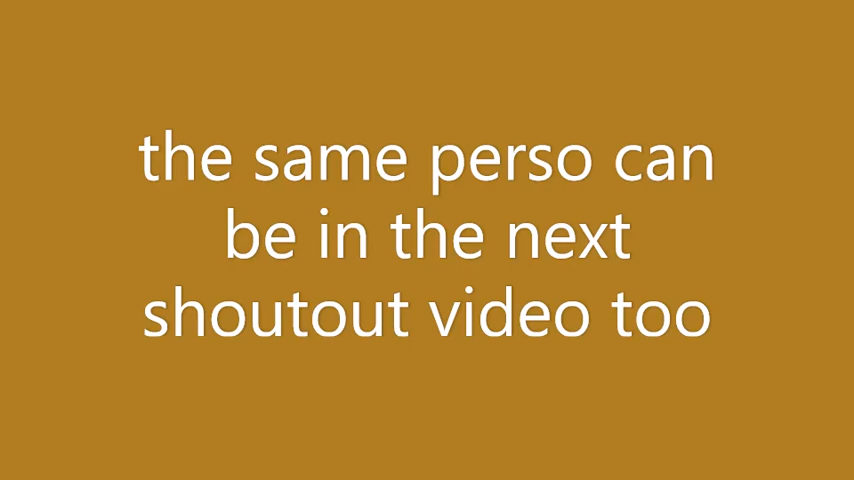 the same perso can
be in the next
shoutout video too